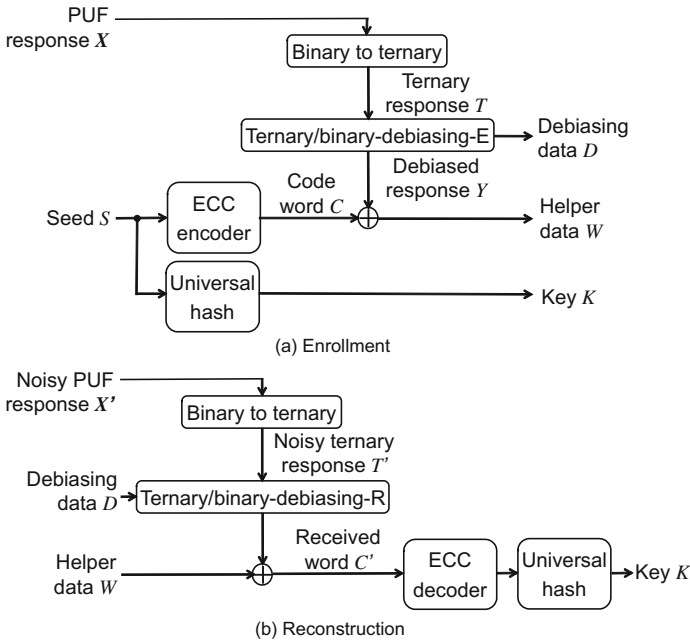 PUF
response X
Binary to ternary
Ternary
response T
Ternary/binary-debiasing-E
Debiasing
data D
Debiased
response Y
Code
word C
Seed S
ECC
encoder
Helper
data W
Universal
hash
Key K
(a) Enrollment
Noisy PUF
response X'
Binary to ternary
Noisy ternary
response T'
Debiasing
data D
Ternary/binary-debiasing-R
Received
word C'
Helper
data W
ECC
decoder
Universal
hash
Key K
(b) Reconstruction